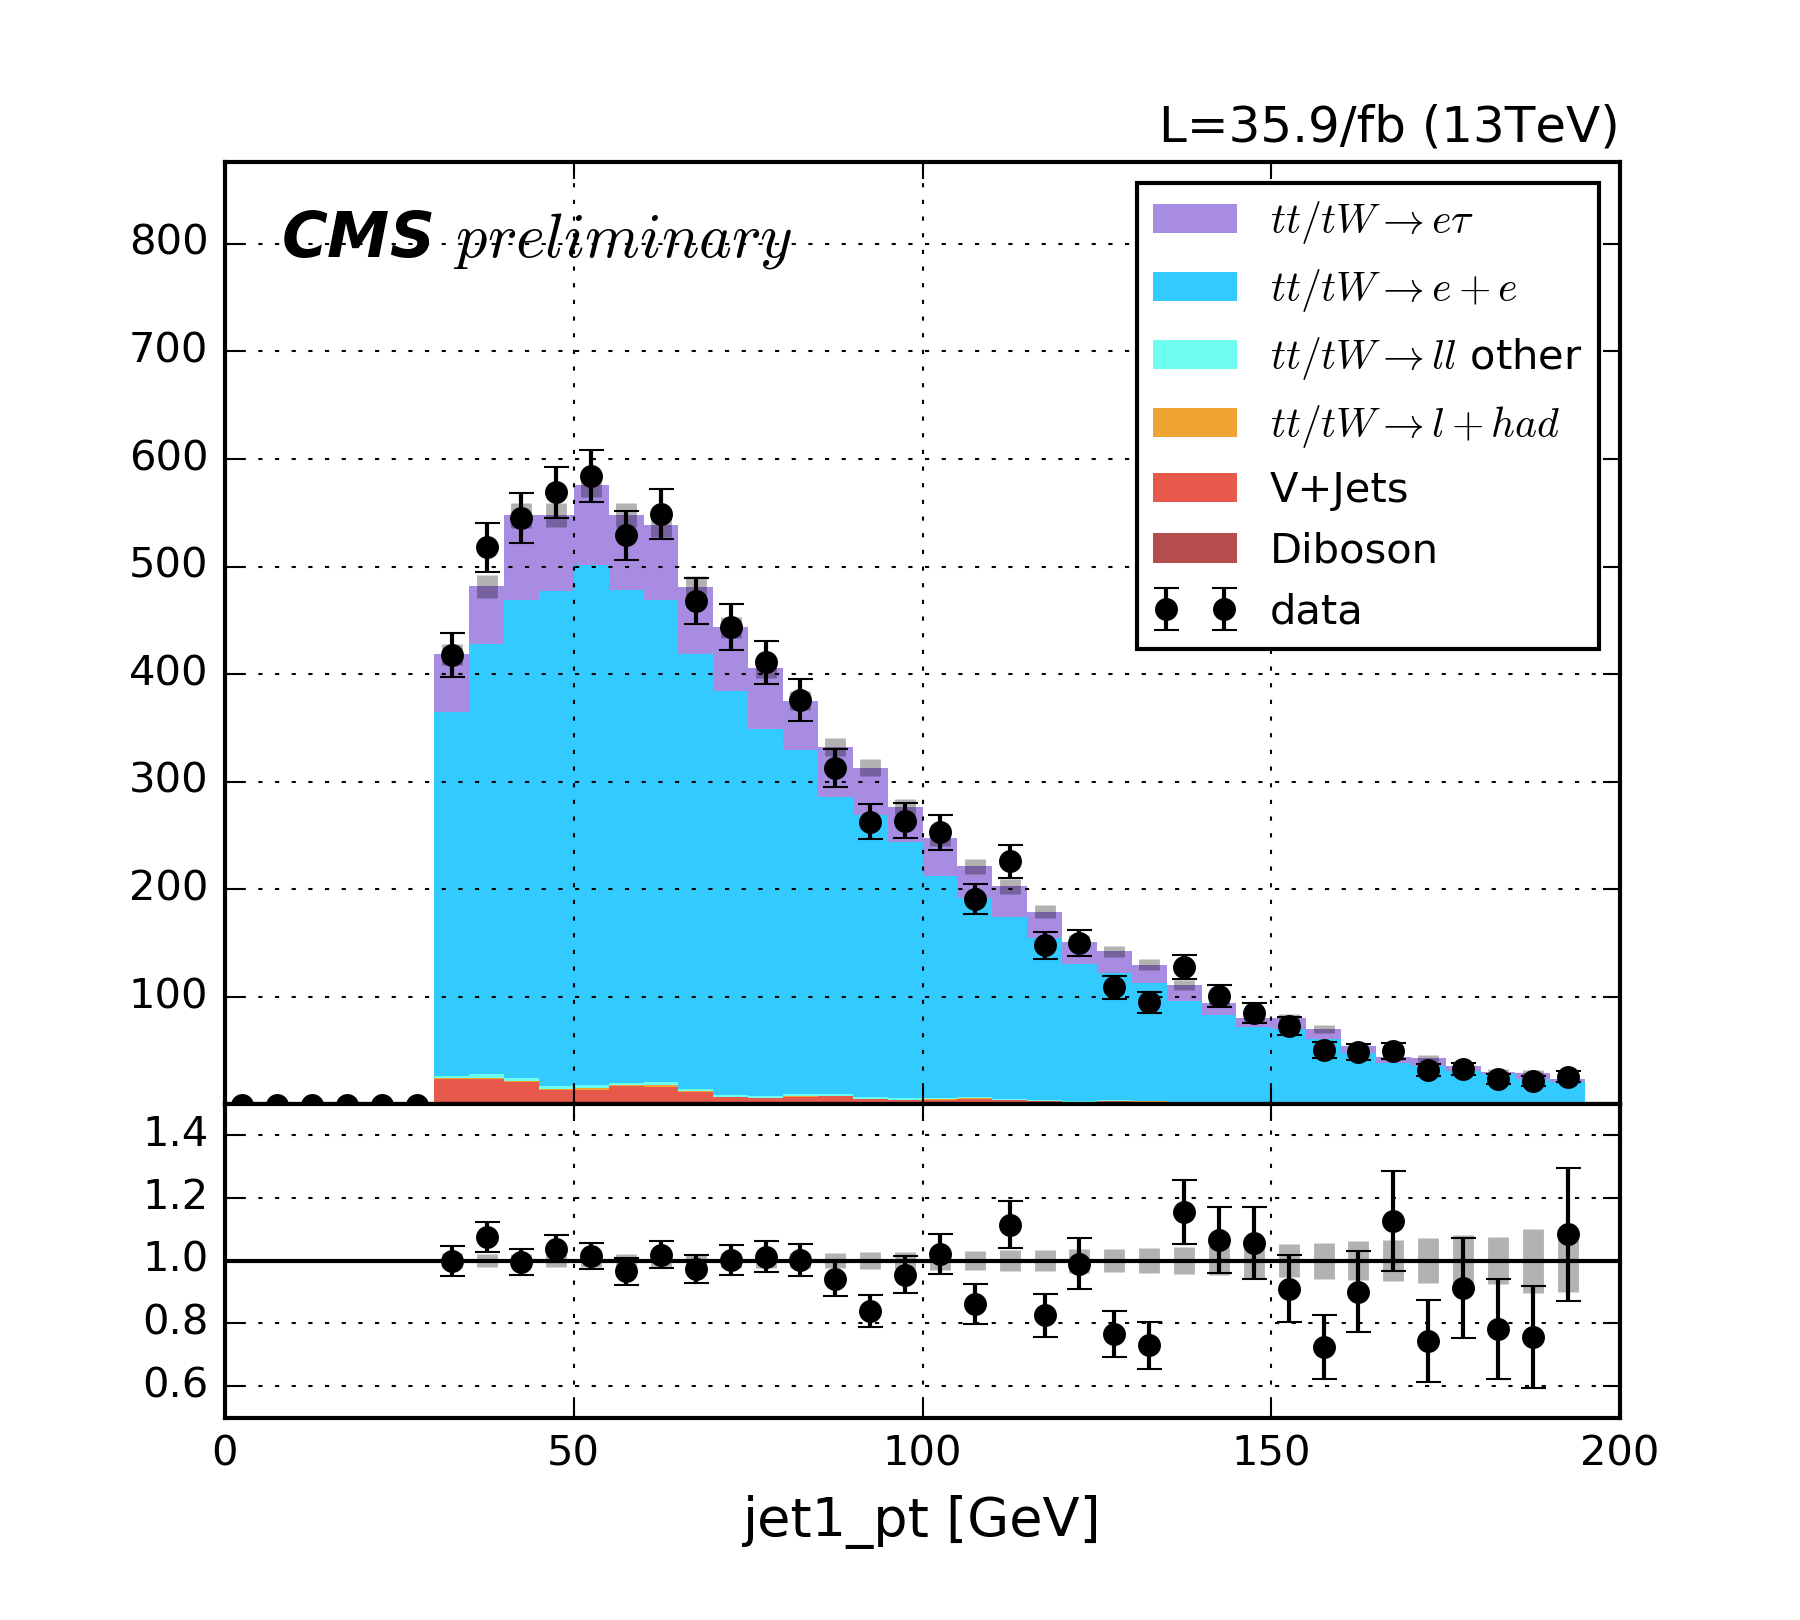 L=35.9/fb (13TeV)
CMS preliminary
tt/tW→eτ
tt/tW→e+e
tt/tW→ll other
tt/tW→l+had
V+Jets
Diboson
data
800
700
600
500
400
300
200
100
1.4
1.2
1.0
0.8
0.6
0 50 100 150 200
jet1_pt [GeV]